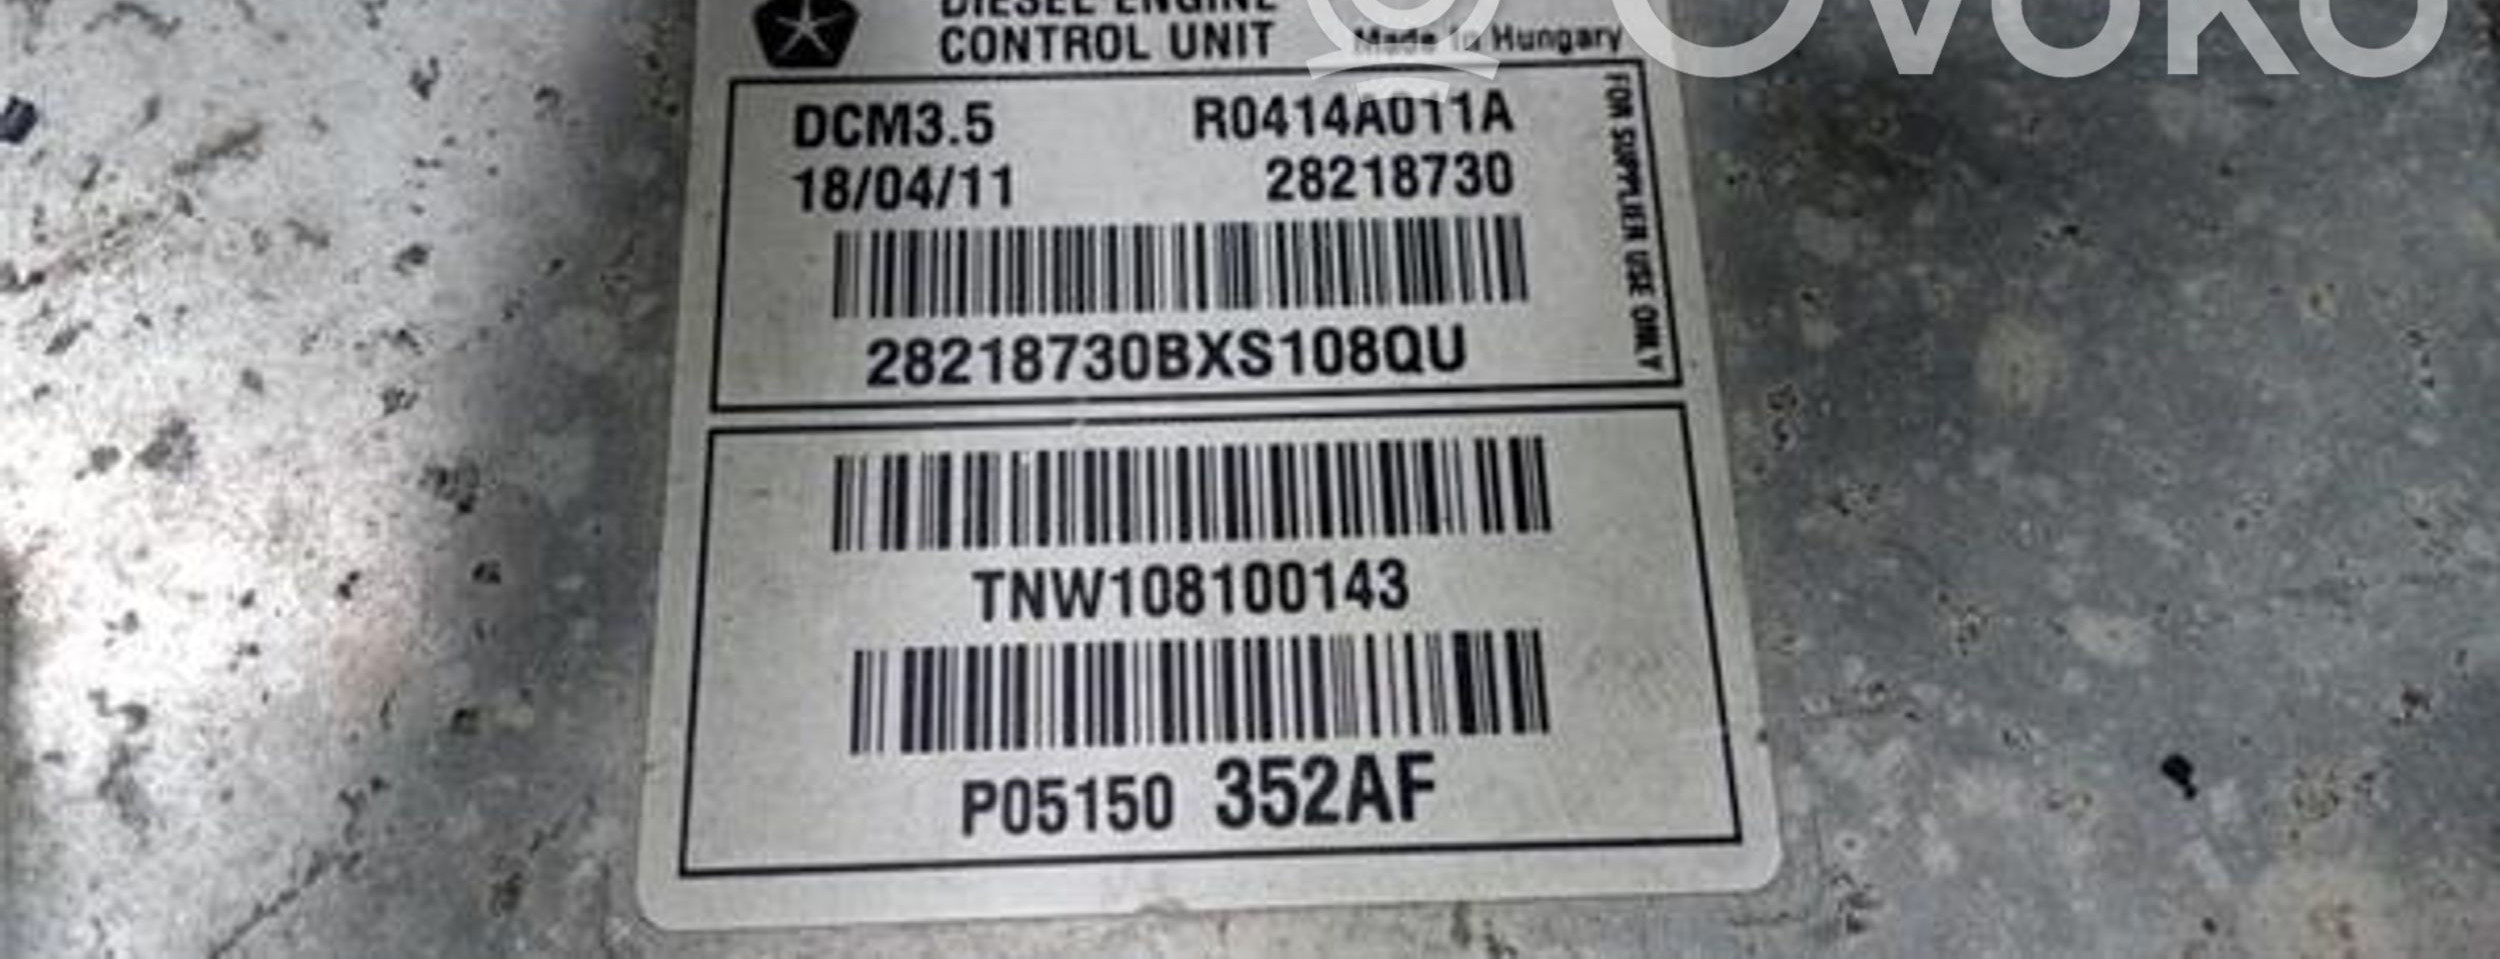 OVOKO
DIESEL ENGINE
CONTROL UNIT
Made in Hungary
DCM3.5
R0414A011A
18/04/11
28218730
FOR SUPPLIER USE ONLY
28218730BXS108QU
TNW108100143
P05150 352AF